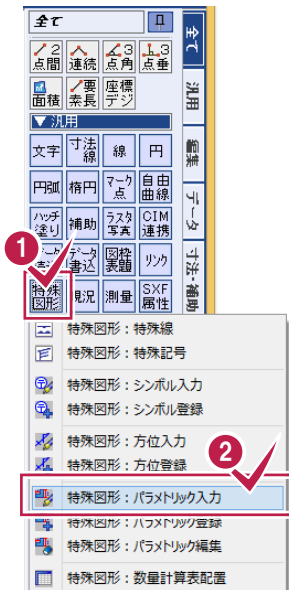 全て
2点間 連続 3点角 3点垂
面積 要素長 座標デジ
▼ 汎用
文字 寸法線 線 円
円弧 楕円 マーク点 自由曲線
ハッチ塗り 補助 ラスタ写真 CIM連携
データ書込 図枠表題 リンク
特殊図形 現況 測量 SXF属性
全て
汎用
編集
データ
寸法・補助
1
特殊図形：特殊線
特殊図形：特殊記号
特殊図形：シンボル入力
特殊図形：シンボル登録
特殊図形：方位入力
特殊図形：方位登録
2
特殊図形：パラメトリック入力
特殊図形：パラメトリック登録
特殊図形：パラメトリック編集
特殊図形：数量計算表配置